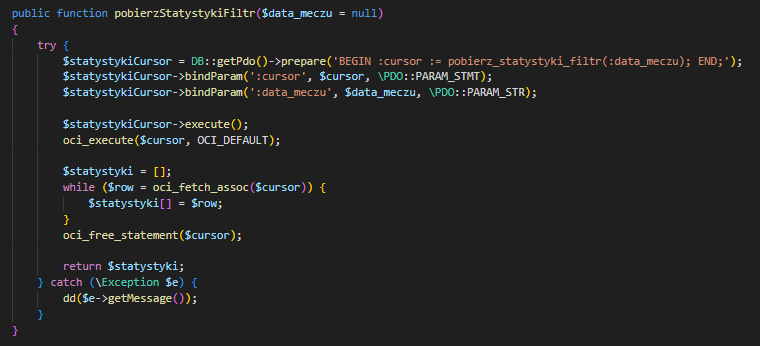 public function pobierzStatystykiFiltr($data_meczu = null)
{
    try {
        $statystykiCursor = DB::getPdo()->prepare('BEGIN :cursor := pobierz_statystyki_filtr(:data_meczu); END;');
        $statystykiCursor->bindParam(':cursor', $cursor, \PDO::PARAM_STMT);
        $statystykiCursor->bindParam(':data_meczu', $data_meczu, \PDO::PARAM_STR);

        $statystykiCursor->execute();
        oci_execute($cursor, OCI_DEFAULT);

        $statystyki = [];
        while ($row = oci_fetch_assoc($cursor)) {
            $statystyki[] = $row;
        }
        oci_free_statement($cursor);

        return $statystyki;
    } catch (\Exception $e) {
        dd($e->getMessage());
    }
}